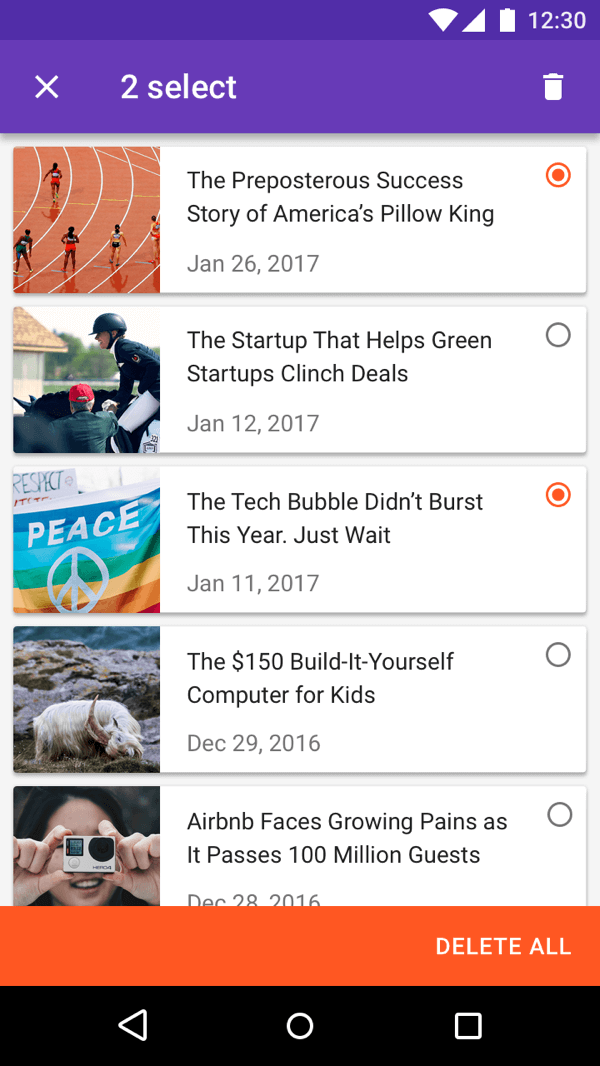 12:30
2 select
The Preposterous Success
Story of America’s Pillow King
Jan 26, 2017
The Startup That Helps Green
Startups Clinch Deals
Jan 12, 2017
RESPECT
PEACE
The Tech Bubble Didn’t Burst
This Year. Just Wait
Jan 11, 2017
The $150 Build-It-Yourself
Computer for Kids
Dec 29, 2016
HERO4
Airbnb Faces Growing Pains as
It Passes 100 Million Guests
Dec 28, 2016
DELETE ALL